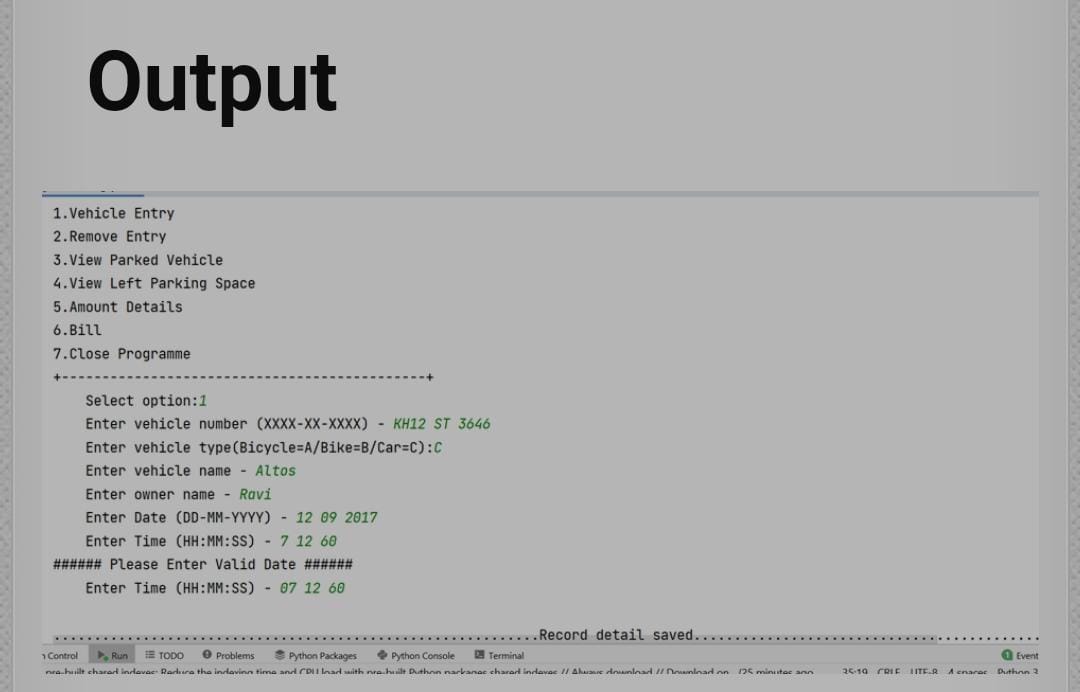 Output
1.Vehicle Entry
2.Remove Entry
3.View Parked Vehicle
4.View Left Parking Space
5.Amount Details
6.Bill
7.Close Programme
+---------------------------------------------+
Select option:1
Enter vehicle number (XXXX-XX-XXXX) - KH12 ST 3646
Enter vehicle type(Bicycle=A/Bike=B/Car=C):C
Enter vehicle name - Altos
Enter owner name - Ravi
Enter Date (DD-MM-YYYY) - 12 09 2017
Enter Time (HH:MM:SS) - 7 12 60
###### Please Enter Valid Date ######
Enter Time (HH:MM:SS) - 07 12 60
............................................................Record detail saved...........................................
Control Run TODO Problems Python Packages Python Console Terminal 1 Event
pre-built shared indexes: Reduce the indexing time and CPU load with pre-built Python packages shared indexes // Always download // Download on (25 minutes ago 35:19 CRLF UTF-8 4 spaces Python 3